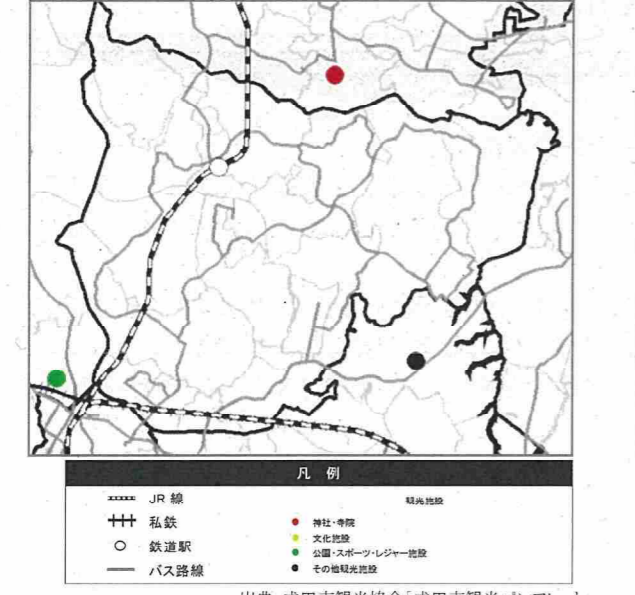 凡 例
JR 線
私鉄
鉄道駅
バス路線
観光施設
神社・寺院
文化施設
公園・スポーツ・レジャー施設
その他観光施設